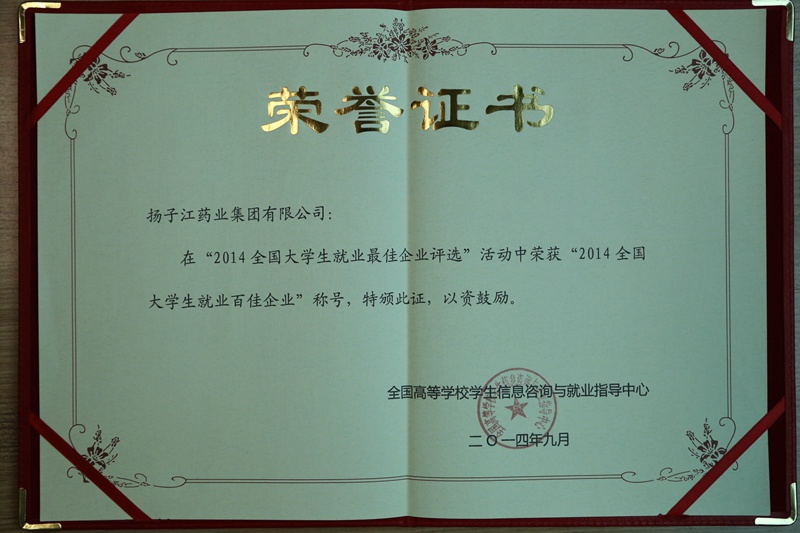 荣誉证书
扬子江药业集团有限公司：
在“2014全国大学生就业最佳企业评选”活动中荣获“2014全国
大学生就业百佳企业”称号，特颁此证，以资鼓励。
全国高等学校学生信息咨询与就业指导中心
二〇一四年九月